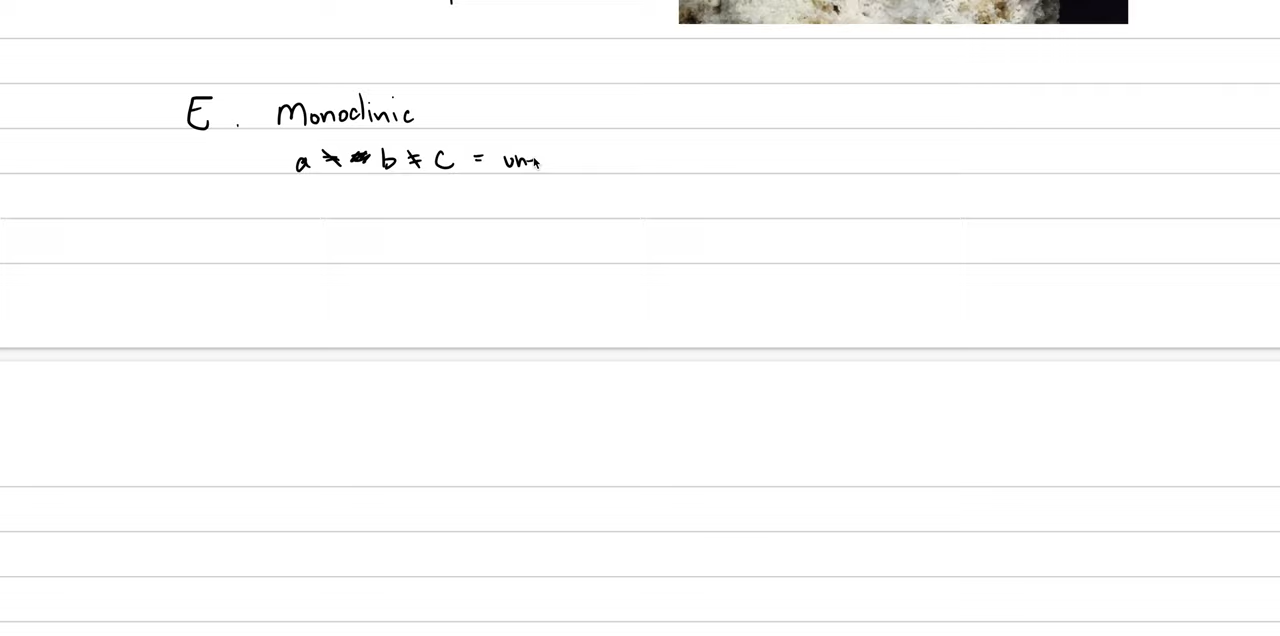 E. Monoclinic
a ≠ b ≠ c = un